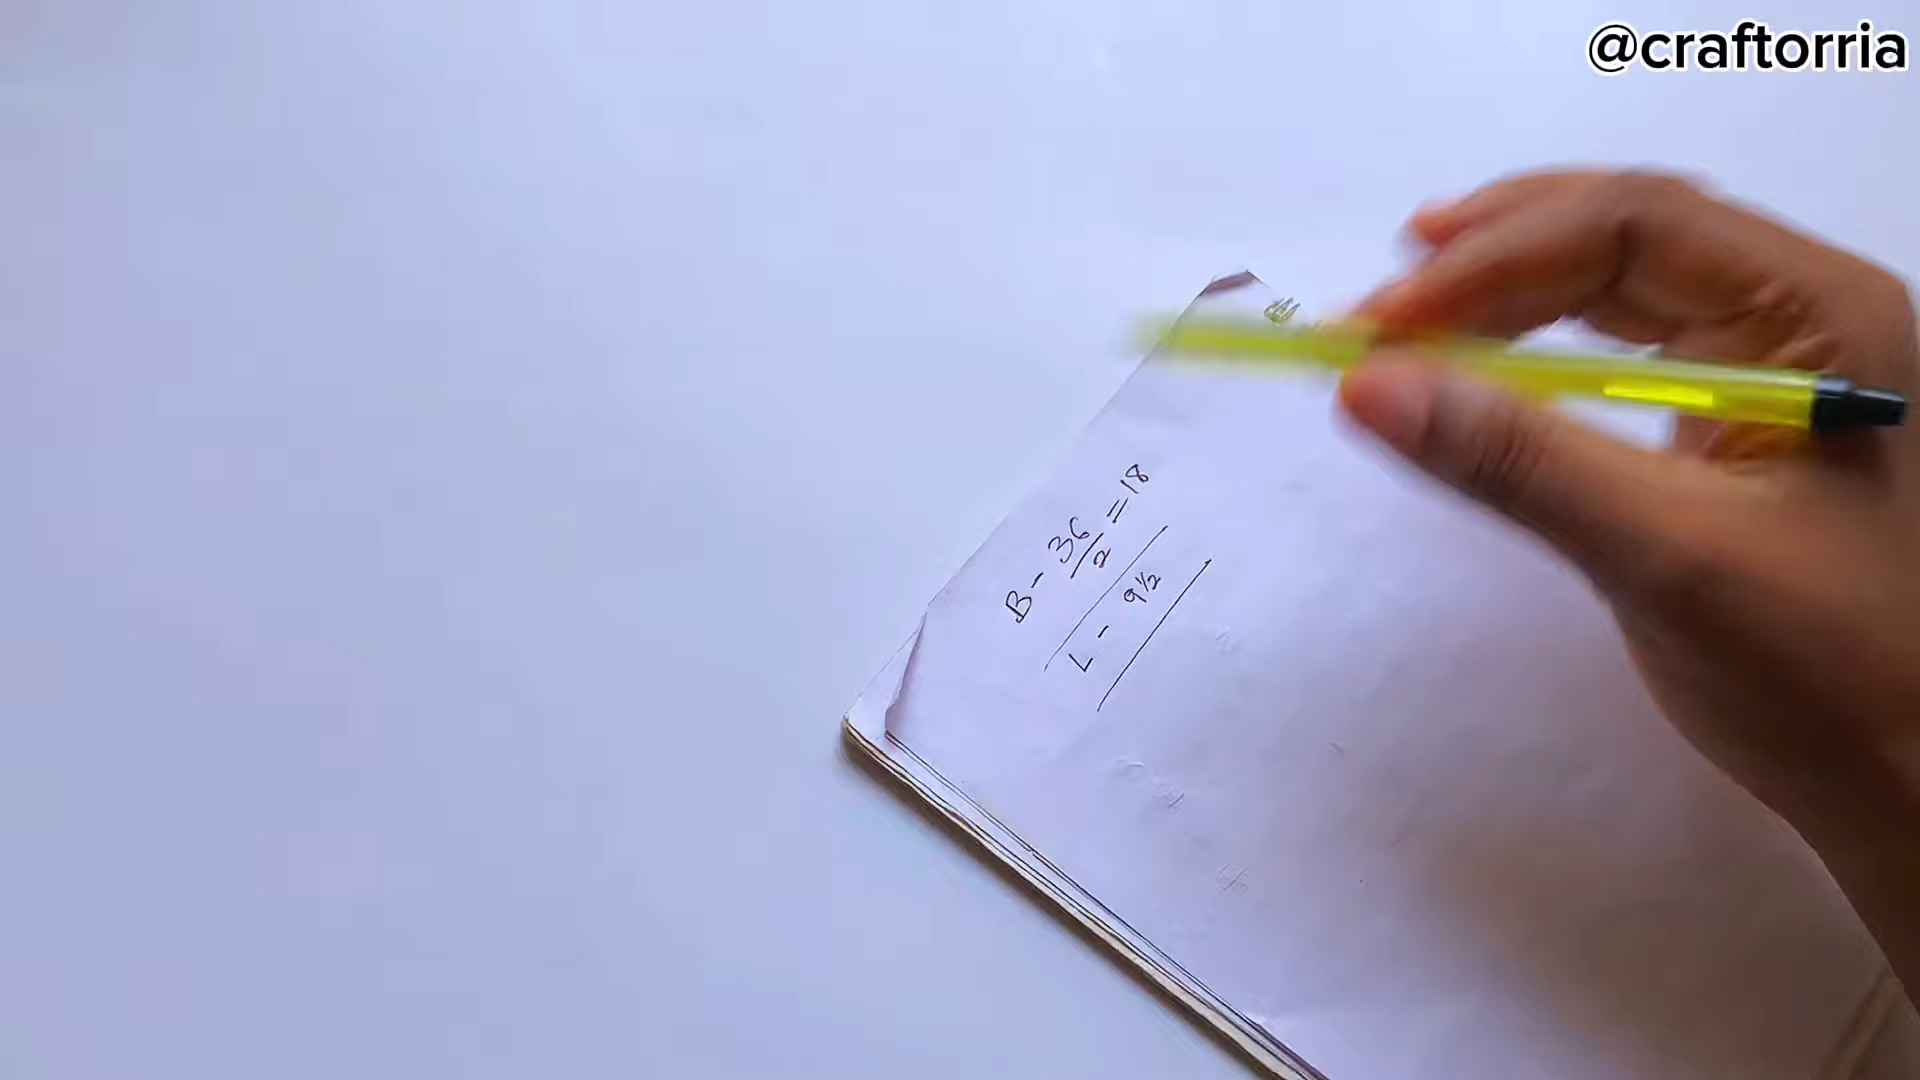 @craftorria
B - 36/2 = 18
L - 9½